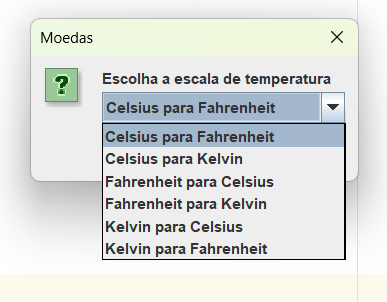 Moedas
Escolha a escala de temperatura
Celsius para Fahrenheit
Celsius para Fahrenheit
Celsius para Kelvin
Fahrenheit para Celsius
Fahrenheit para Kelvin
Kelvin para Celsius
Kelvin para Fahrenheit